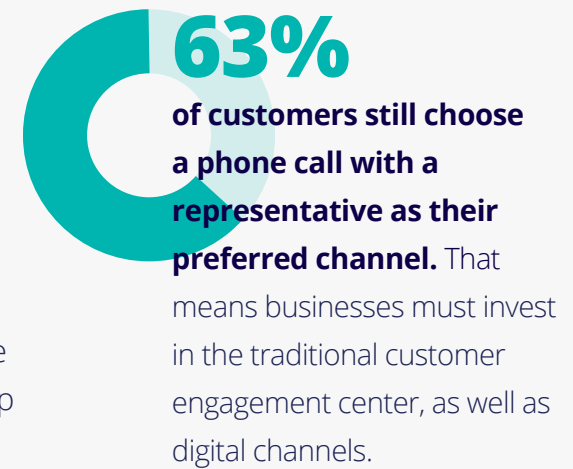 63%
of customers still choose
a phone call with a
representative as their
preferred channel. That
means businesses must invest
in the traditional customer
engagement center, as well as
digital channels.